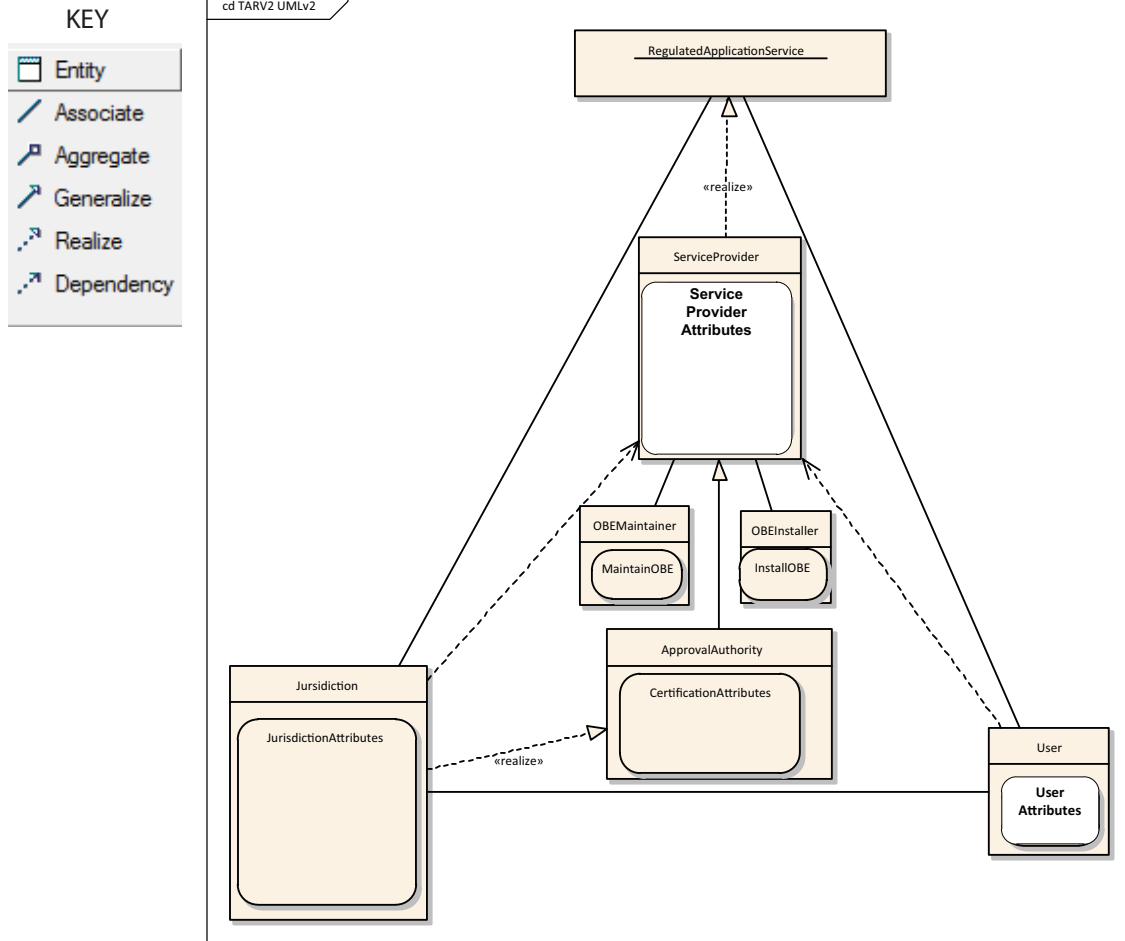 KEY
Entity
Associate
Aggregate
Generalize
Realize
Dependency
cd TARV2 UMLv2
RegulatedApplicationService
«realize»
ServiceProvider
Service
Provider
Attributes
OBEMaintainer
MaintainOBE
OBEInstaller
InstallOBE
ApprovalAuthority
CertificationAttributes
Jursidiction
JurisdictionAttributes
«realize»
User
User
Attributes